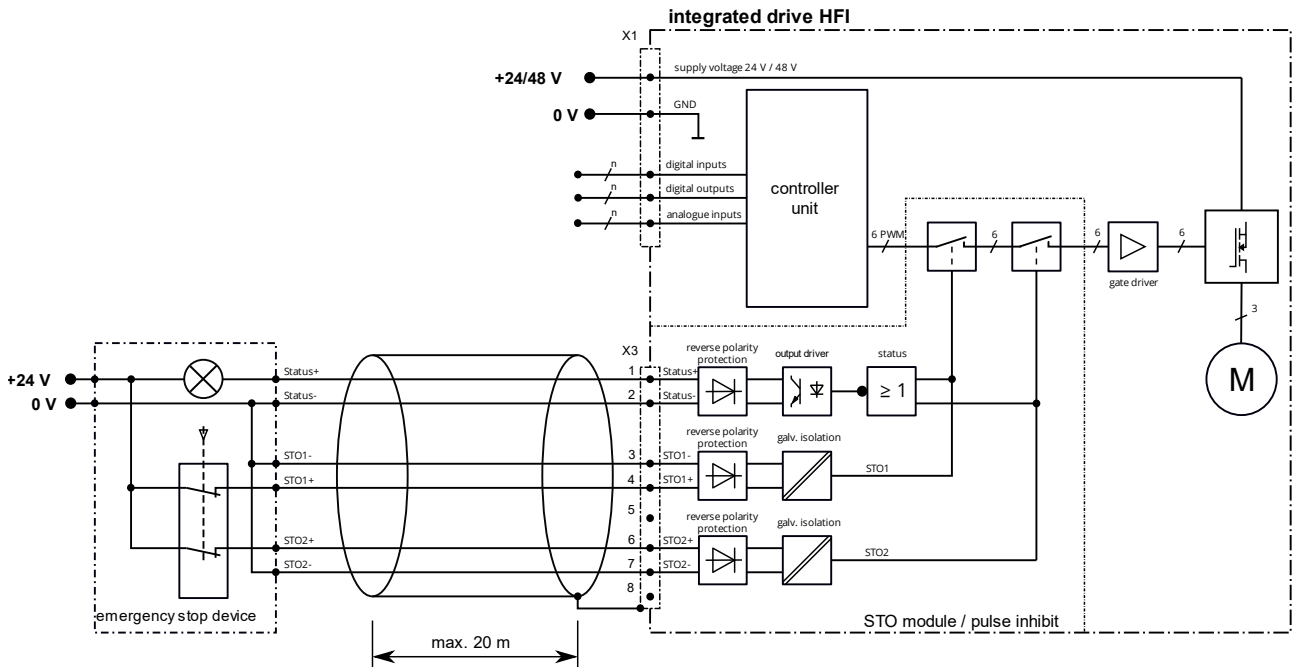 integrated drive HFI
X1
+24/48 V
supply voltage 24 V / 48 V
0 V
GND
n
digital inputs
n
digital outputs
n
analogue inputs
controller
unit
6 PWM
6
6
6
gate driver
3
M
X3
reverse polarity
protection
output driver
status
+24 V
Status+
1
Status+
≥ 1
0 V
Status-
2
Status-
reverse polarity
protection
galv. isolation
STO1-
3
STO1-
STO1
STO1+
4
STO1+
5
reverse polarity
protection
galv. isolation
STO2+
6
STO2+
STO2
STO2-
7
STO2-
8
emergency stop device
STO module / pulse inhibit
max. 20 m